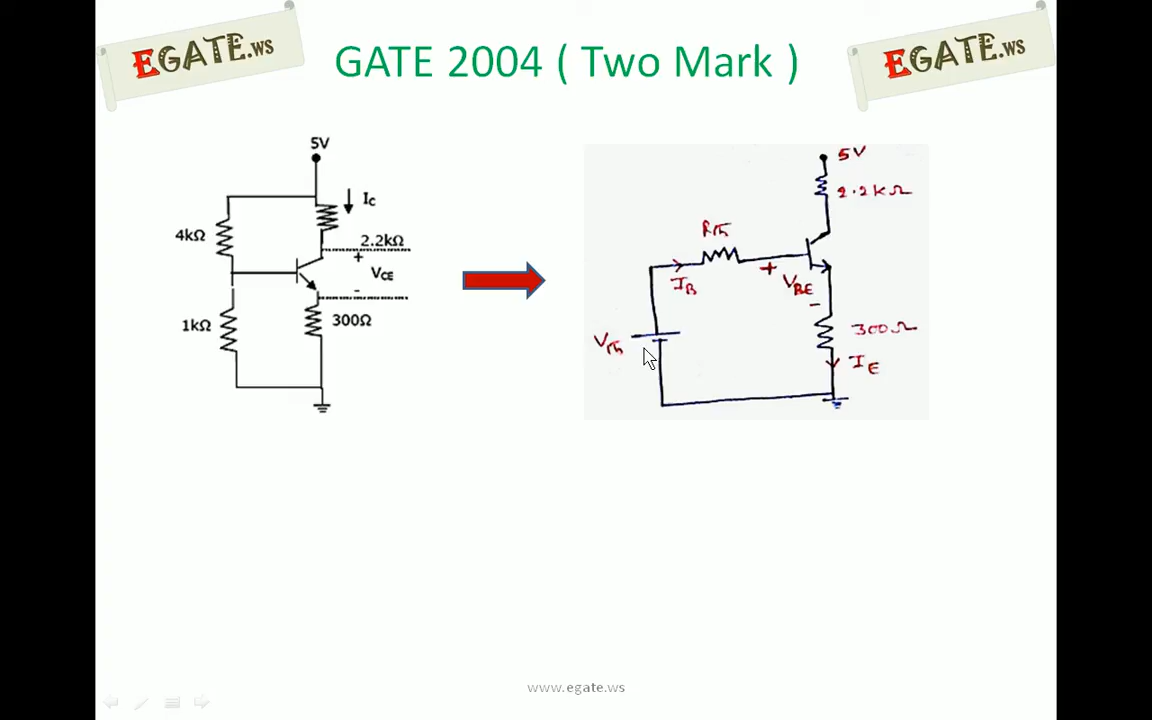 EGATE.ws
GATE 2004 ( Two Mark )
EGATE.ws
5V
IC
4kΩ
2.2kΩ
+
VCE
-
1kΩ
300Ω
5V
2.2KΩ
Rth
IB
+
VBE
-
Vth
300Ω
IE
www.egate.ws